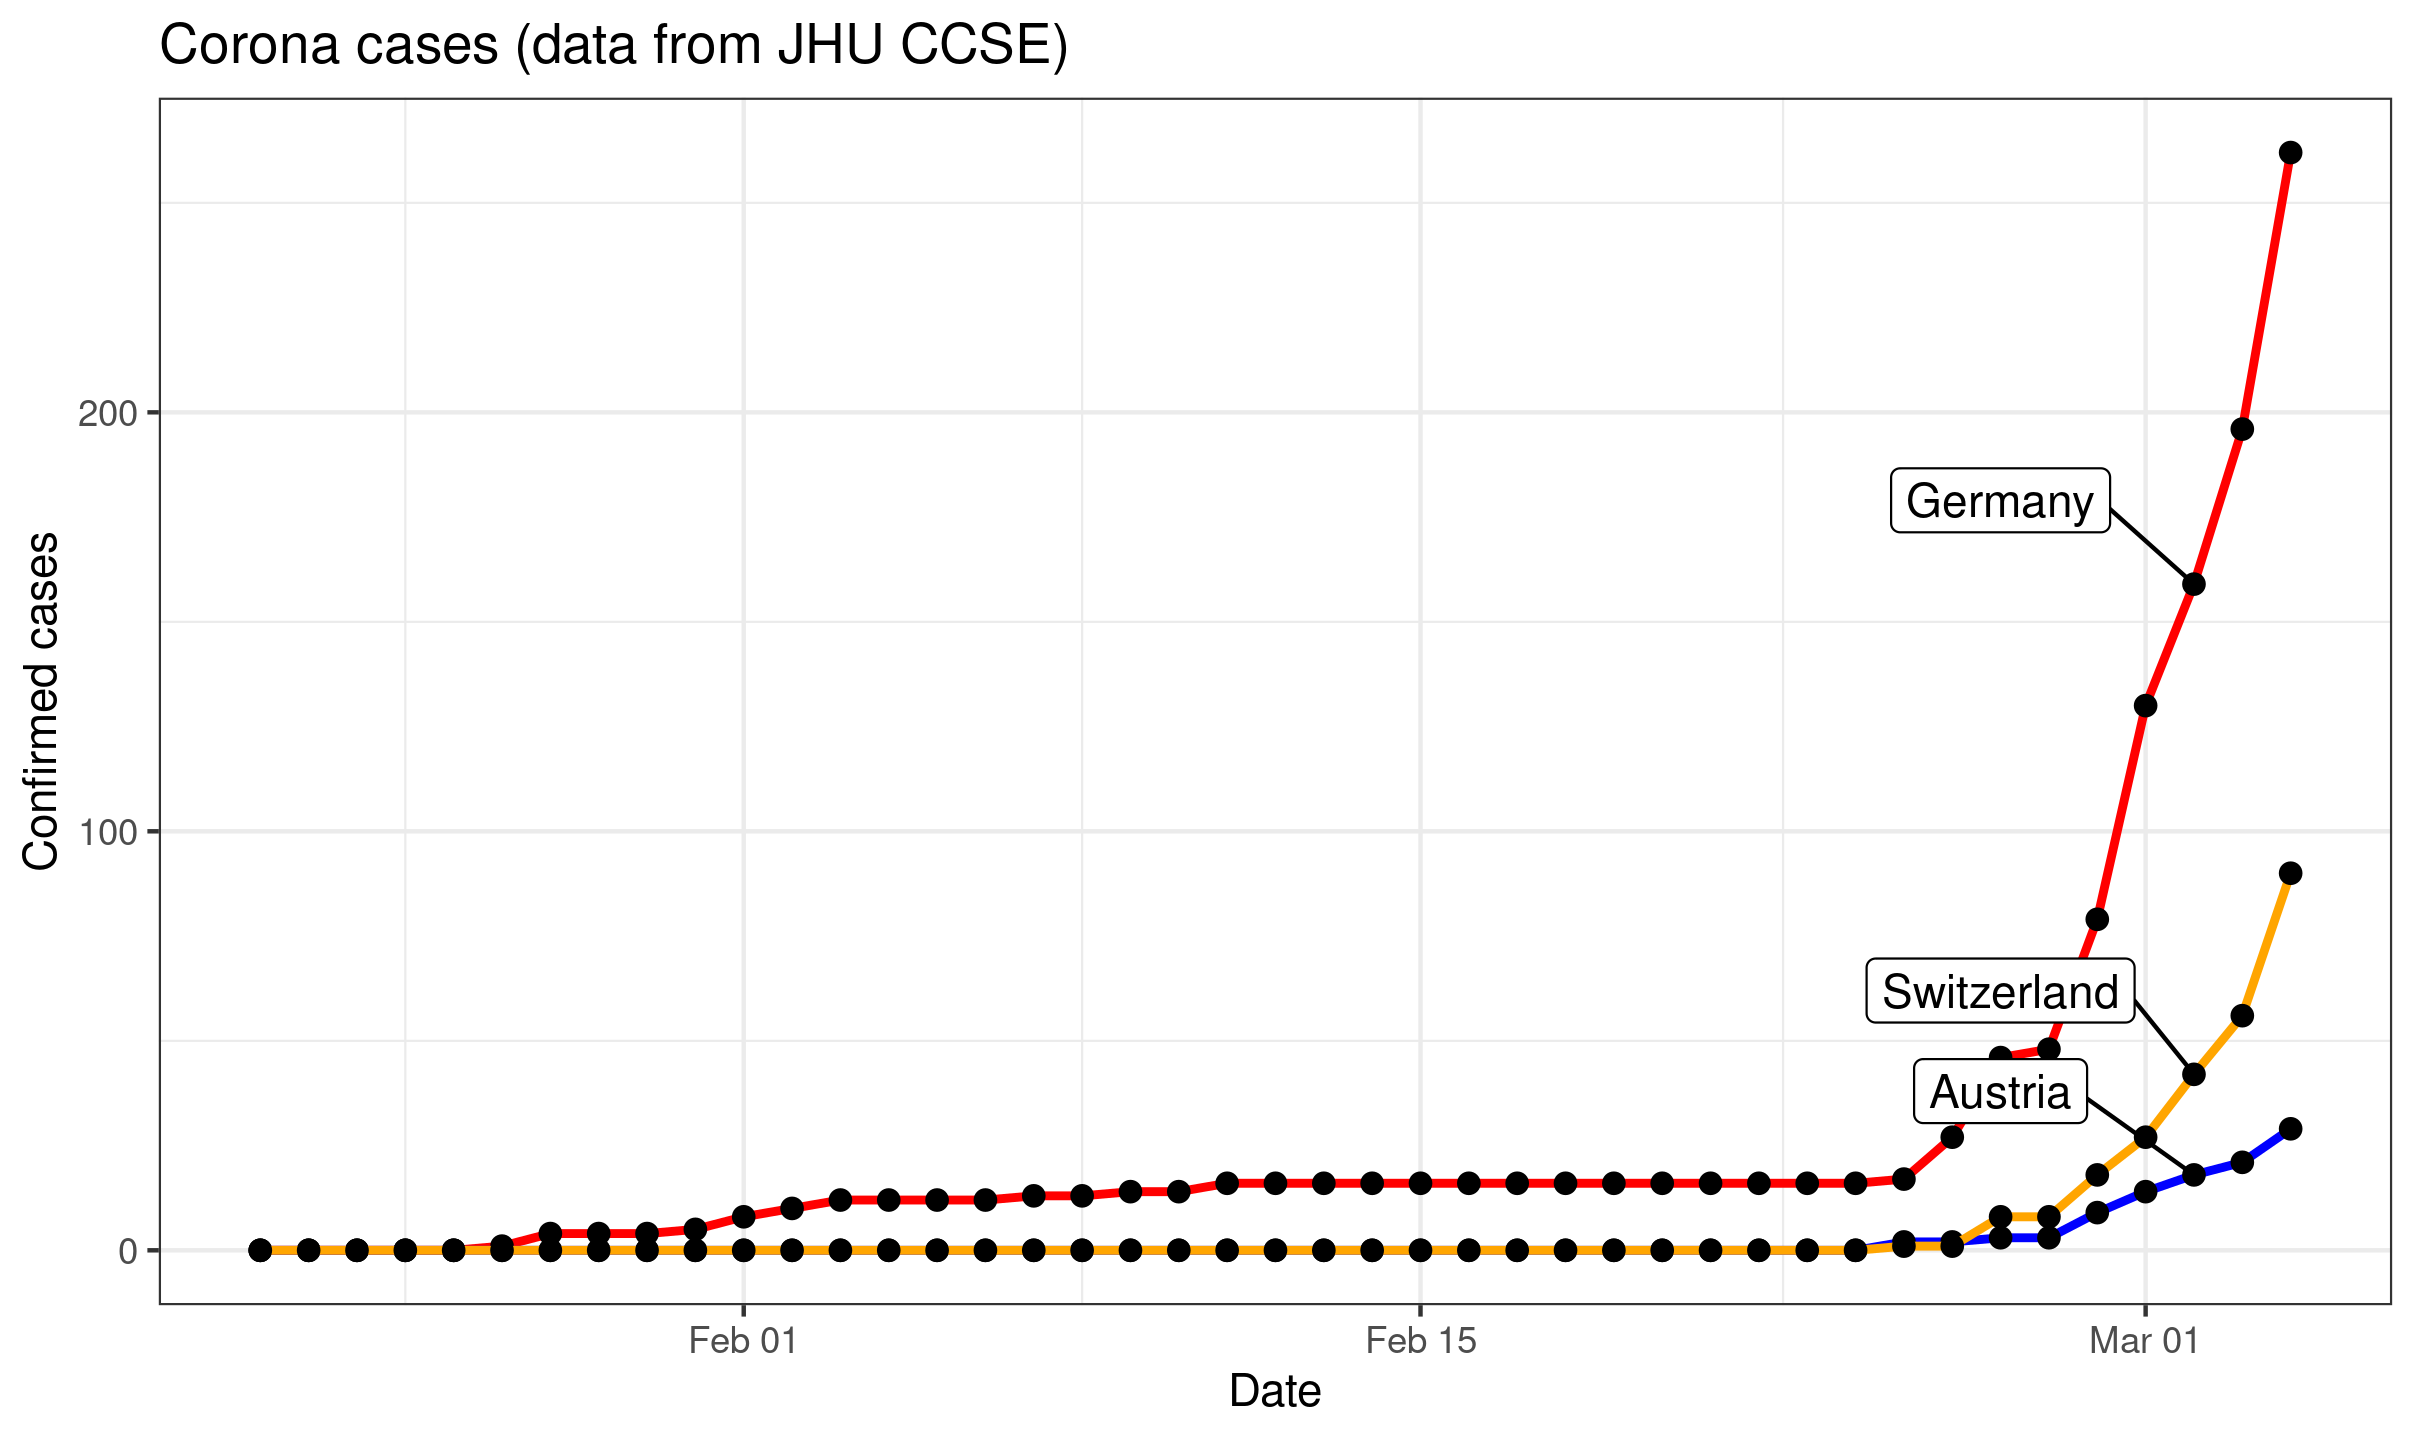 Corona cases (data from JHU CCSE)
Confirmed cases
200
100
0
Germany
Switzerland
Austria
Feb 01
Feb 15
Mar 01
Date